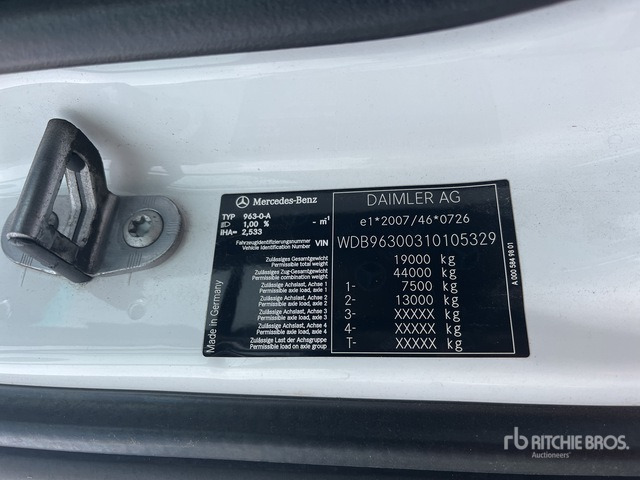 Mercedes-Benz
DAIMLER AG
TYP 963-0-A
1,00 % - m⁻¹
IHA= 2,533
e1*2007/46*0726
Fahrzeugidentifizierungsnummer
Vehicle Identification Number VIN
WDB96300310105329
Zulässiges Gesamtgewicht
Permissible total weight
19000 kg
Zulässiges Zug-Gesamtgewicht
Permissible combination weight
44000 kg
Zulässige Achslast, Achse 1
Permissible axle load, axle 1
1- 7500 kg
Zulässige Achslast, Achse 2
Permissible axle load, axle 2
2- 13000 kg
Zulässige Achslast, Achse 3
Permissible axle load, axle 3
3- XXXXX kg
Zulässige Achslast, Achse 4
Permissible axle load, axle 4
4- XXXXX kg
Zulässige Last der Achsgruppe
Permissible load on axle group
T- XXXXX kg
Made in Germany
A 000 584 98 01
rb RITCHIE BROS.
Auctioneers